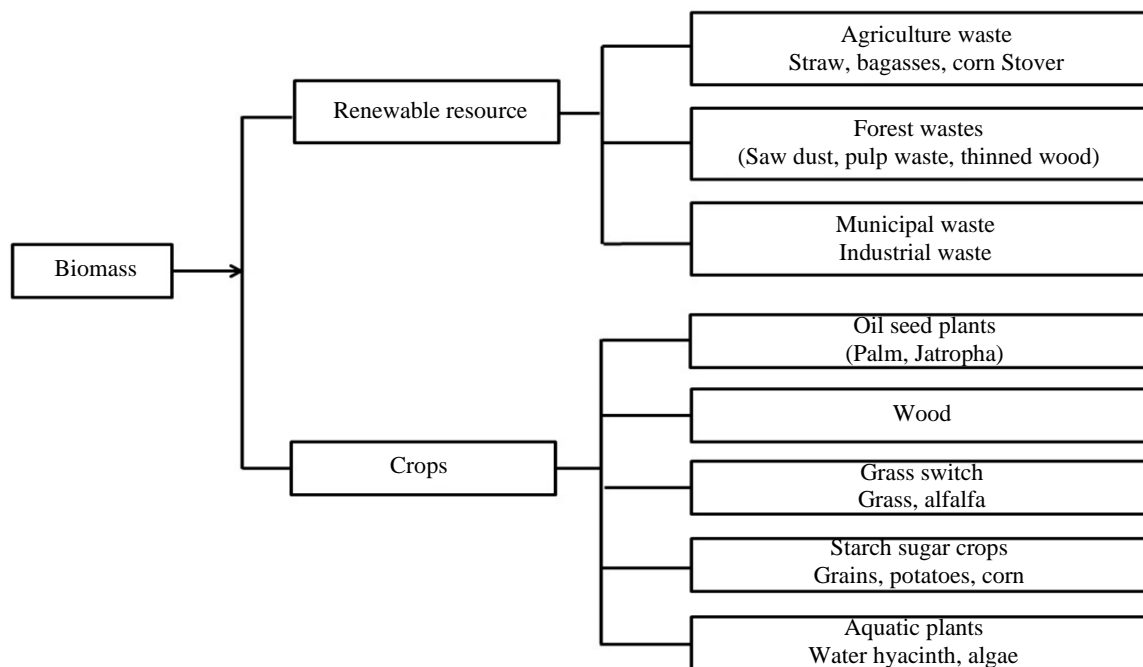 Agriculture waste
Straw, bagasses, corn Stover
Renewable resource
Forest wastes
(Saw dust, pulp waste, thinned wood)
Municipal waste
Industrial waste
Biomass
Oil seed plants
(Palm, Jatropha)
Wood
Crops
Grass switch
Grass, alfalfa
Starch sugar crops
Grains, potatoes, corn
Aquatic plants
Water hyacinth, algae